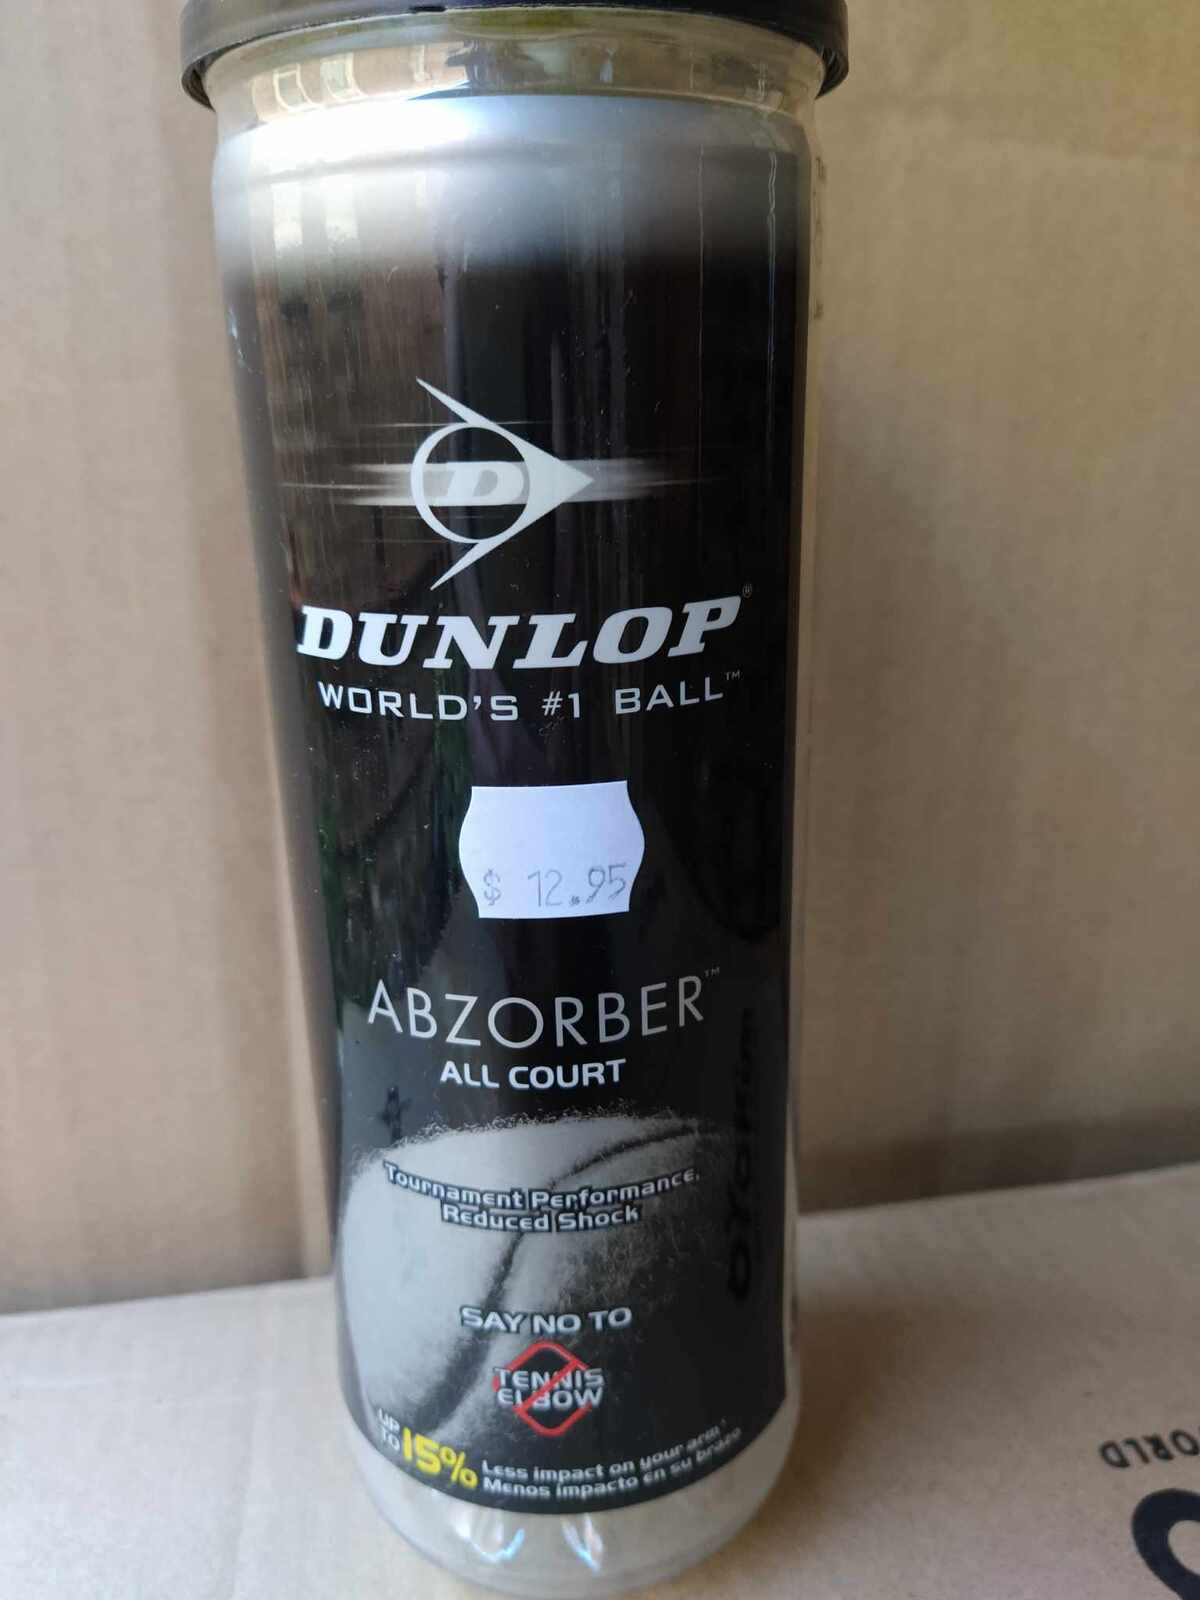 D
DUNLOP®
WORLD'S #1 BALL™
$ 12.95
ABZORBER™
ALL COURT
Tournament Performance,
Reduced Shock
SAY NO TO
TENNIS
ELBOW
UP
TO 15%
Less impact on your arm
Menos impacto En su brazo